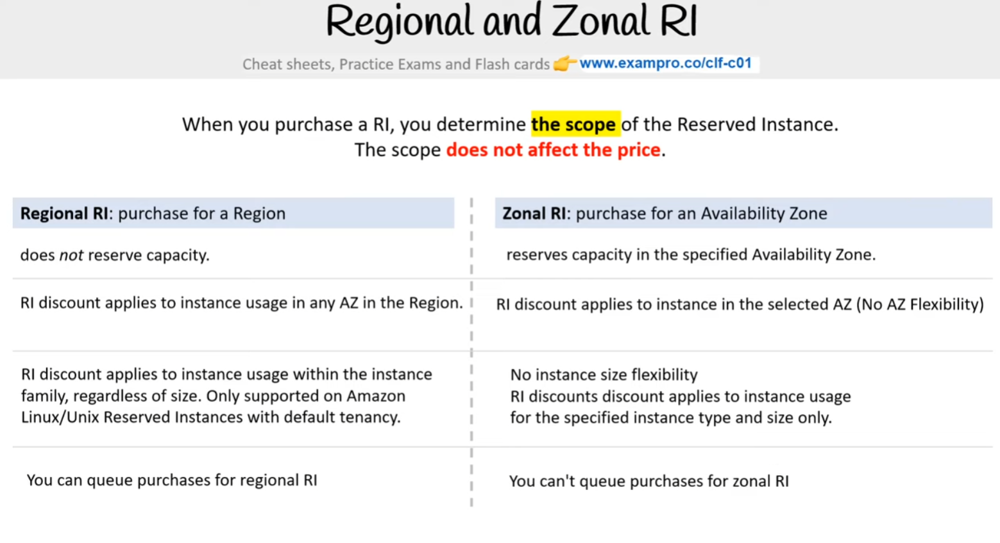 Regional and Zonal RI
Cheat sheets, Practice Exams and Flash cards 👉 www.exampro.co/clf-c01
When you purchase a RI, you determine the scope of the Reserved Instance.
The scope does not affect the price.
Regional RI: purchase for a Region
does not reserve capacity.
RI discount applies to instance usage in any AZ in the Region.
RI discount applies to instance usage within the instance
family, regardless of size. Only supported on Amazon
Linux/Unix Reserved Instances with default tenancy.
You can queue purchases for regional RI
Zonal RI: purchase for an Availability Zone
reserves capacity in the specified Availability Zone.
RI discount applies to instance in the selected AZ (No AZ Flexibility)
No instance size flexibility
RI discounts discount applies to instance usage
for the specified instance type and size only.
You can't queue purchases for zonal RI